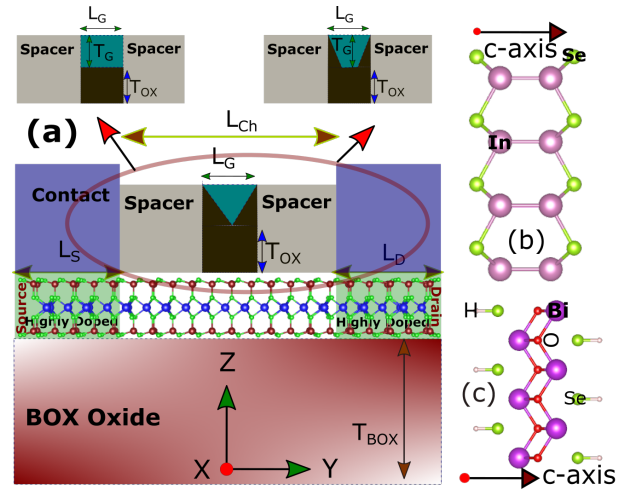 L_G
L_G
Spacer
T_G
Spacer
T_OX
Spacer
T_G
Spacer
T_OX
(a)
L_Ch
L_G
Contact
Spacer
Spacer
T_OX
L_S
L_D
Source
Highly Doped
Highly Doped
Drain
BOX Oxide
T_BOX
Z
X
Y
c-axis
Se
In
(b)
H
Bi
O
Se
(c)
c-axis